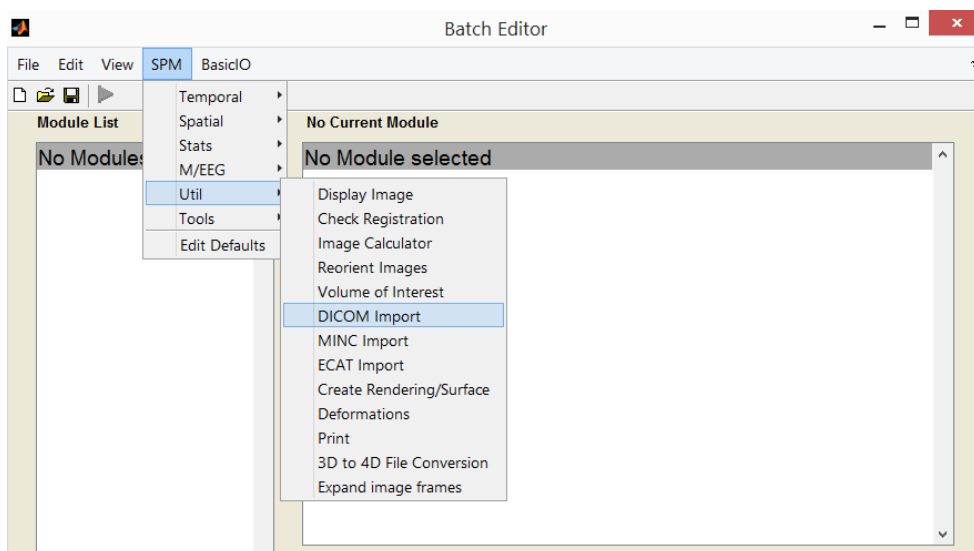 Batch Editor
File Edit View SPM BasicIO
Temporal
Module List
Spatial
No Current Module
Stats
No Modules
No Module selected
M/EEG
Util
Display Image
Tools
Check Registration
Edit Defaults
Image Calculator
Reorient Images
Volume of Interest
DICOM Import
MINC Import
ECAT Import
Create Rendering/Surface
Deformations
Print
3D to 4D File Conversion
Expand image frames